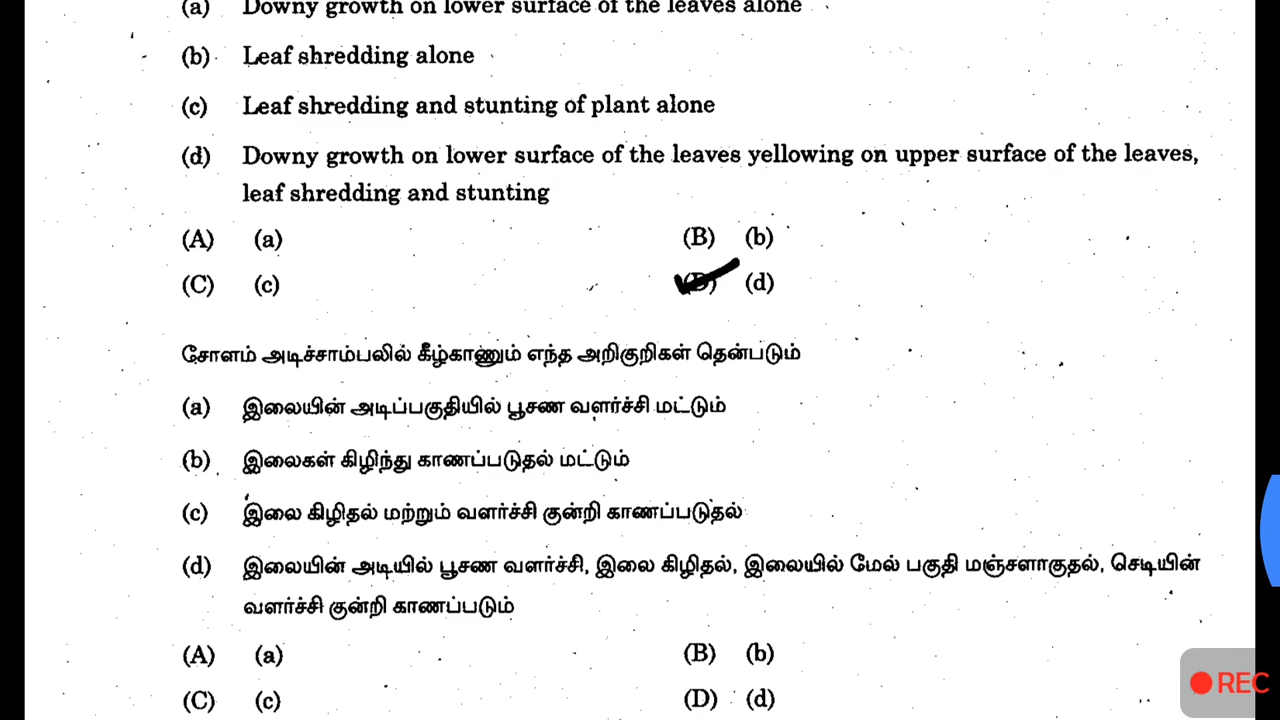 (a) Downy growth on lower surface of the leaves alone
(b) Leaf shredding alone
(c) Leaf shredding and stunting of plant alone
(d) Downy growth on lower surface of the leaves yellowing on upper surface of the leaves,
leaf shredding and stunting
(A) (a) (B) (b)
(C) (c) (D) (d)
சோளம் அடிச்சாம்பலில் கீழ்காணும் எந்த அறிகுறிகள் தென்படும்
(a) இலையின் அடிப்பகுதியில் பூசண வளர்ச்சி மட்டும்
(b) இலைகள் கிழிந்து காணப்படுதல் மட்டும்
(c) இலை கிழிதல் மற்றும் வளர்ச்சி குன்றி காணப்படுதல்
(d) இலையின் அடியில் பூசண வளர்ச்சி, இலை கிழிதல், இலையில் மேல் பகுதி மஞ்சளாகுதல், செடியின்
வளர்ச்சி குன்றி காணப்படும்
(A) (a) (B) (b)
(C) (c) (D) (d)
REC